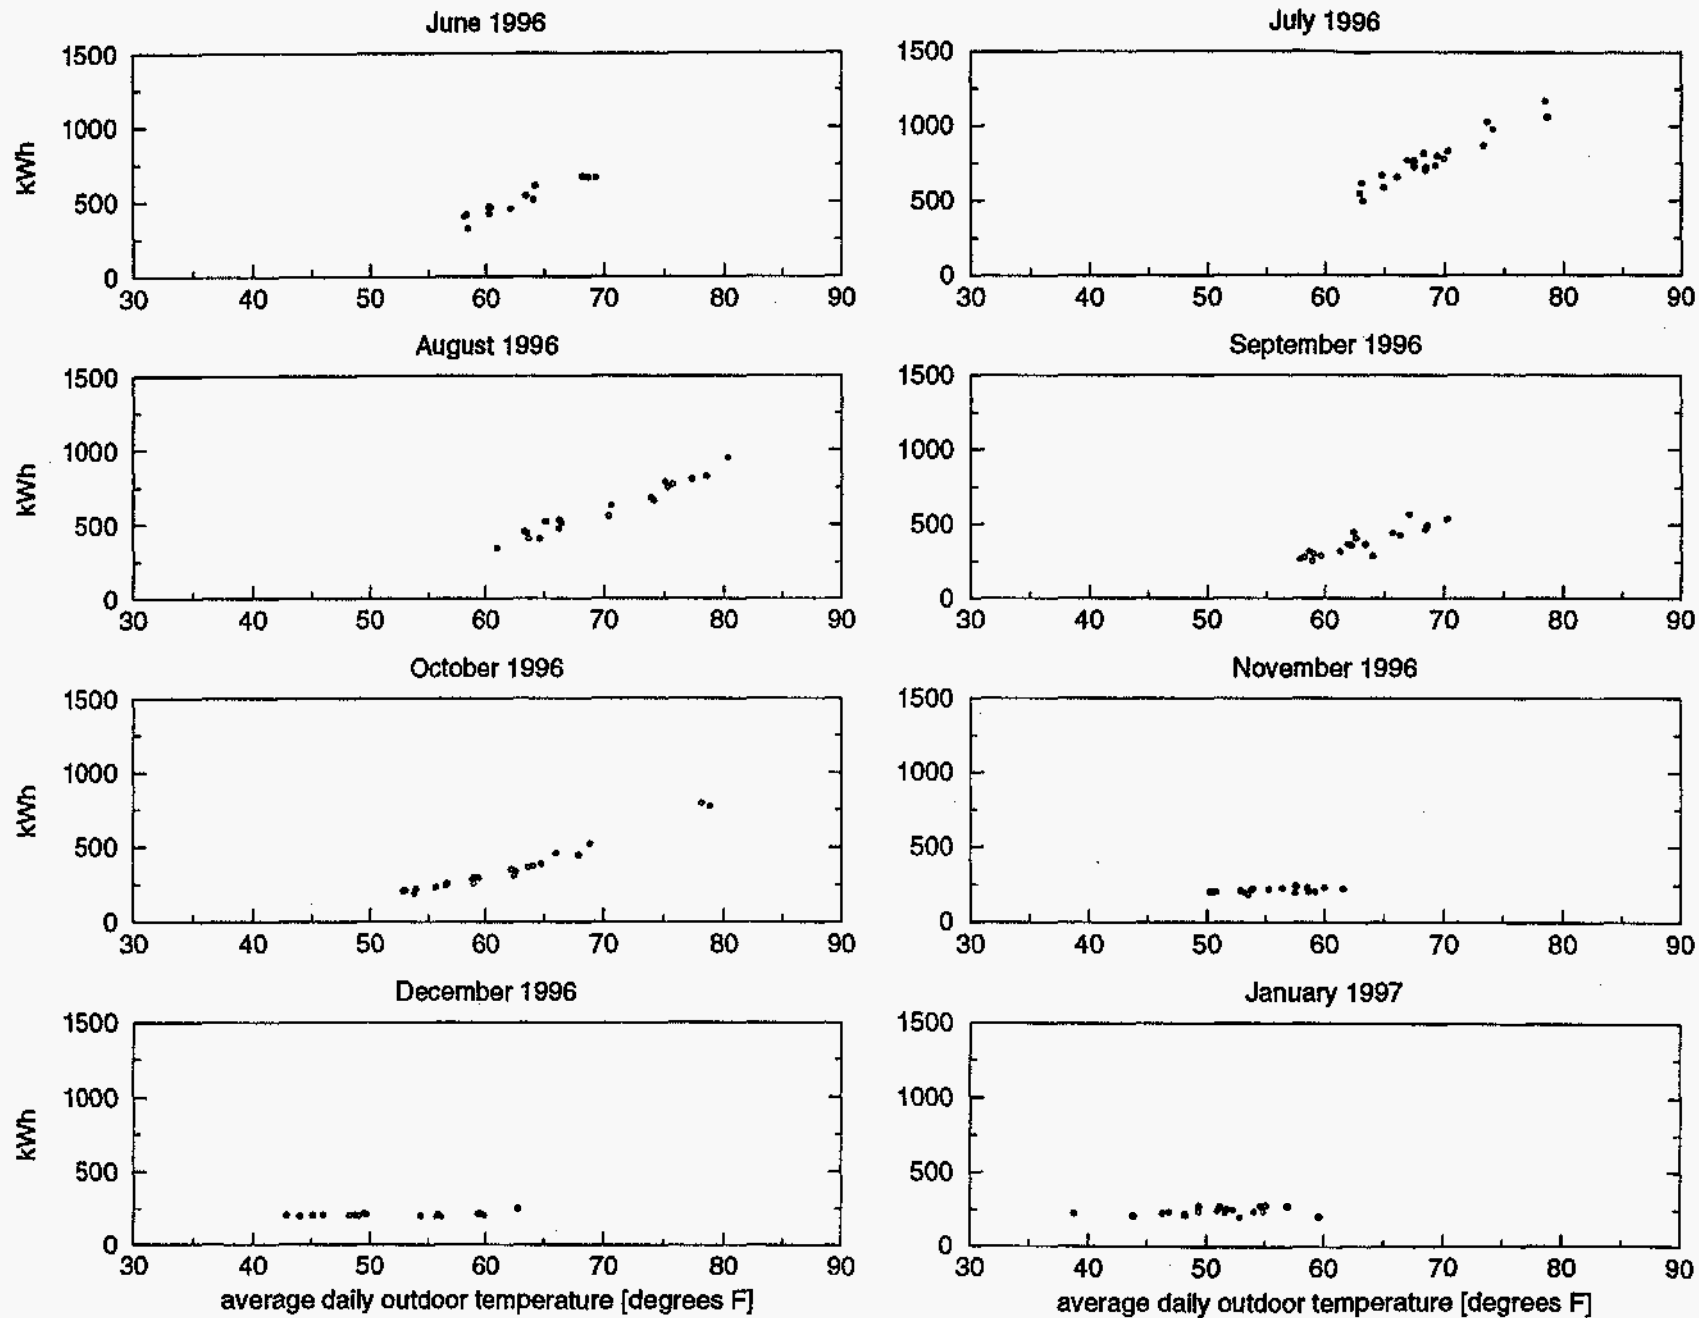 June 1996
July 1996
kWh
1500
1000
500
0
30 40 50 60 70 80 90
1500
1000
500
0
30 40 50 60 70 80 90
August 1996
September 1996
kWh
1500
1000
500
0
30 40 50 60 70 80 90
1500
1000
500
0
30 40 50 60 70 80 90
October 1996
November 1996
kWh
1500
1000
500
0
30 40 50 60 70 80 90
1500
1000
500
0
30 40 50 60 70 80 90
December 1996
January 1997
kWh
1500
1000
500
0
30 40 50 60 70 80 90
average daily outdoor temperature [degrees F]
1500
1000
500
0
30 40 50 60 70 80 90
average daily outdoor temperature [degrees F]